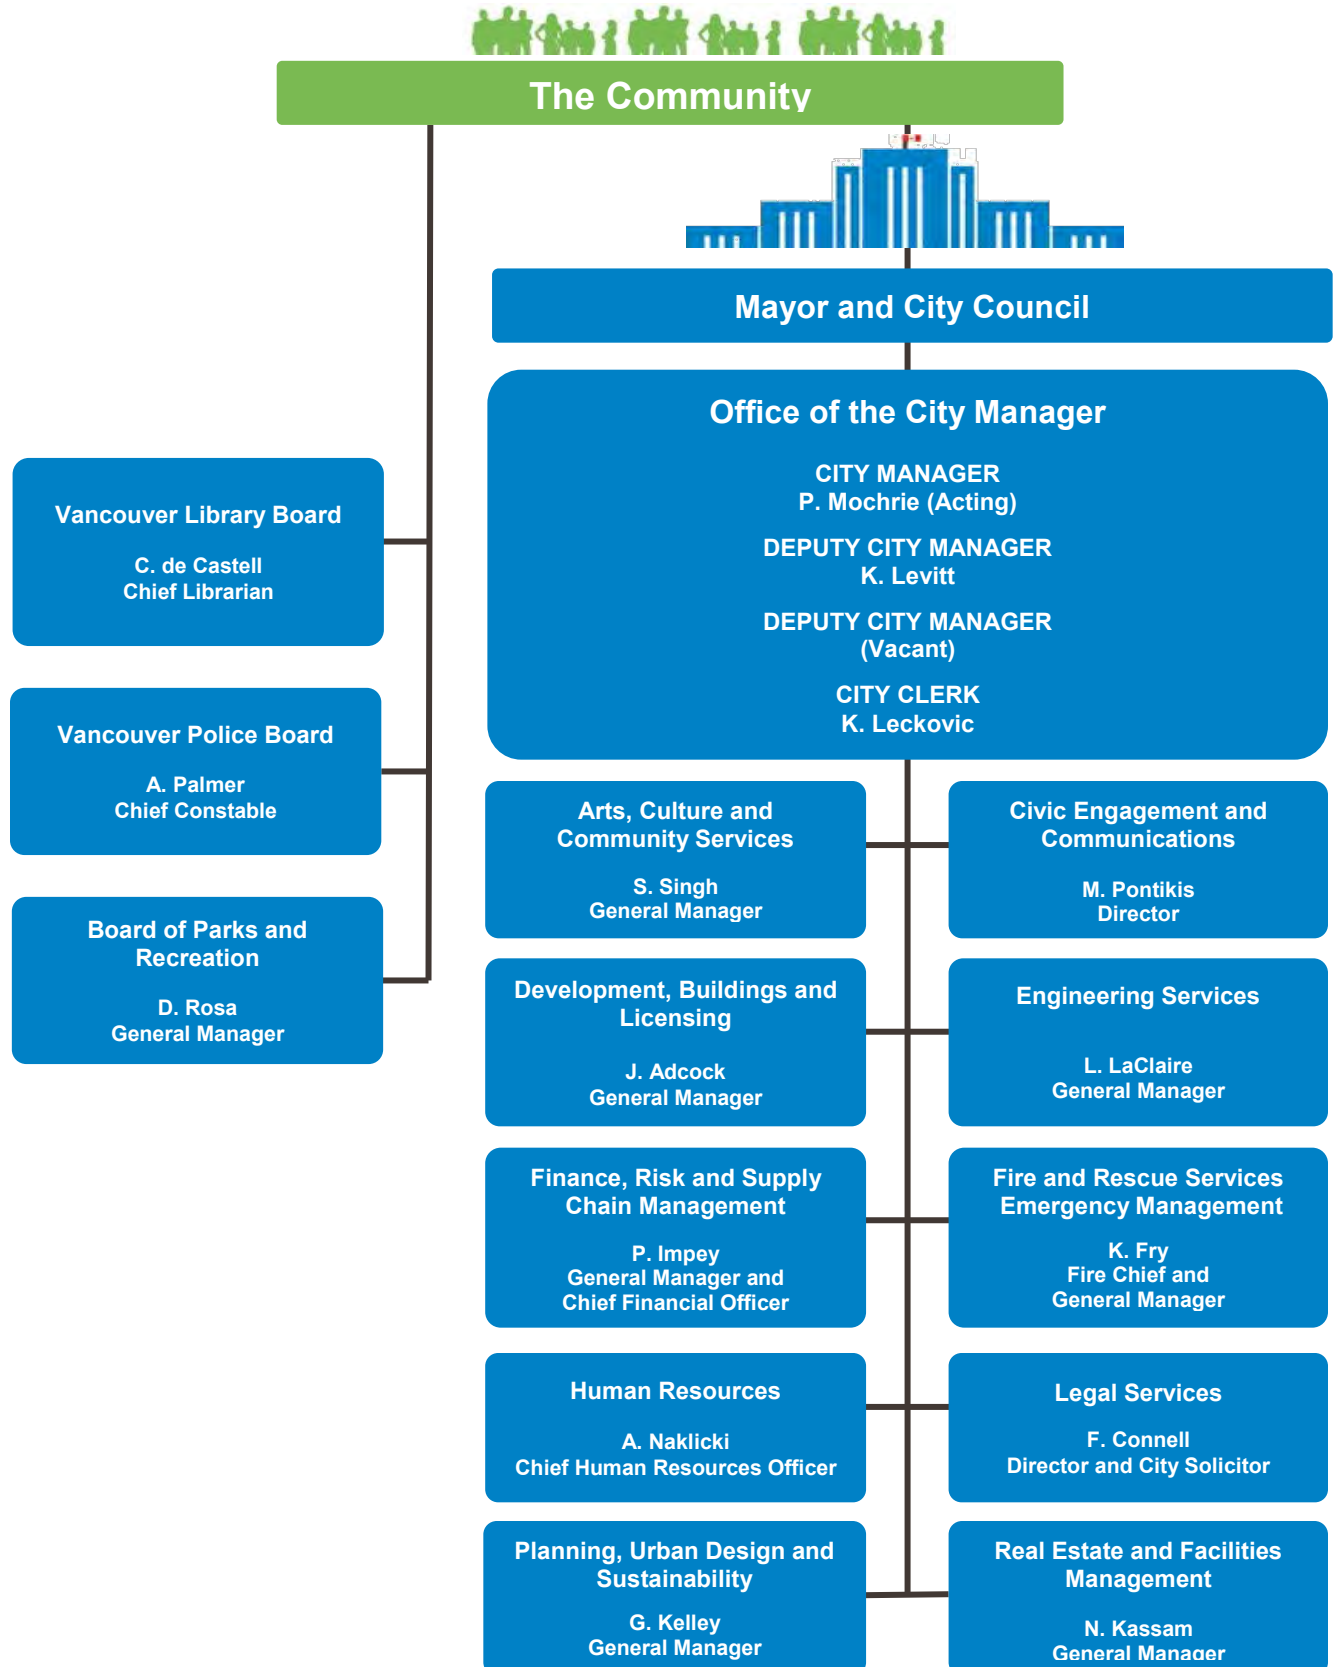 The Community
Mayor and City Council
Office of the City Manager
CITY MANAGER
P. Mochrie (Acting)
DEPUTY CITY MANAGER
K. Levitt
DEPUTY CITY MANAGER
(Vacant)
CITY CLERK
K. Leckovic
Vancouver Library Board
C. de Castell
Chief Librarian
Vancouver Police Board
A. Palmer
Chief Constable
Board of Parks and
Recreation
D. Rosa
General Manager
Arts, Culture and
Community Services
S. Singh
General Manager
Civic Engagement and
Communications
M. Pontikis
Director
Development, Buildings and
Licensing
J. Adcock
General Manager
Engineering Services
L. LaClaire
General Manager
Finance, Risk and Supply
Chain Management
P. Impey
General Manager and
Chief Financial Officer
Fire and Rescue Services
Emergency Management
K. Fry
Fire Chief and
General Manager
Human Resources
A. Naklicki
Chief Human Resources Officer
Legal Services
F. Connell
Director and City Solicitor
Planning, Urban Design and
Sustainability
G. Kelley
General Manager
Real Estate and Facilities
Management
N. Kassam
General Manager